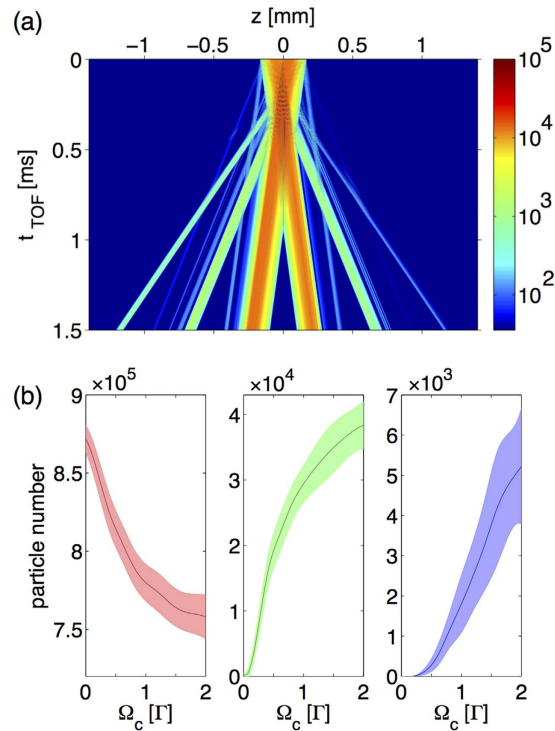 (a)
z [mm]
−1 −0.5 0 0.5 1
0
0.5
1
1.5
t TOF [ms]
10^5
10^4
10^3
10^2
(b)
×10^5 ×10^4 ×10^3
9
8.5
8
7.5
particle number
4
3
2
1
0
7
6
5
4
3
2
1
0
0 1 2 0 1 2 0 1 2
Ω_c [Γ] Ω_c [Γ] Ω_c [Γ]